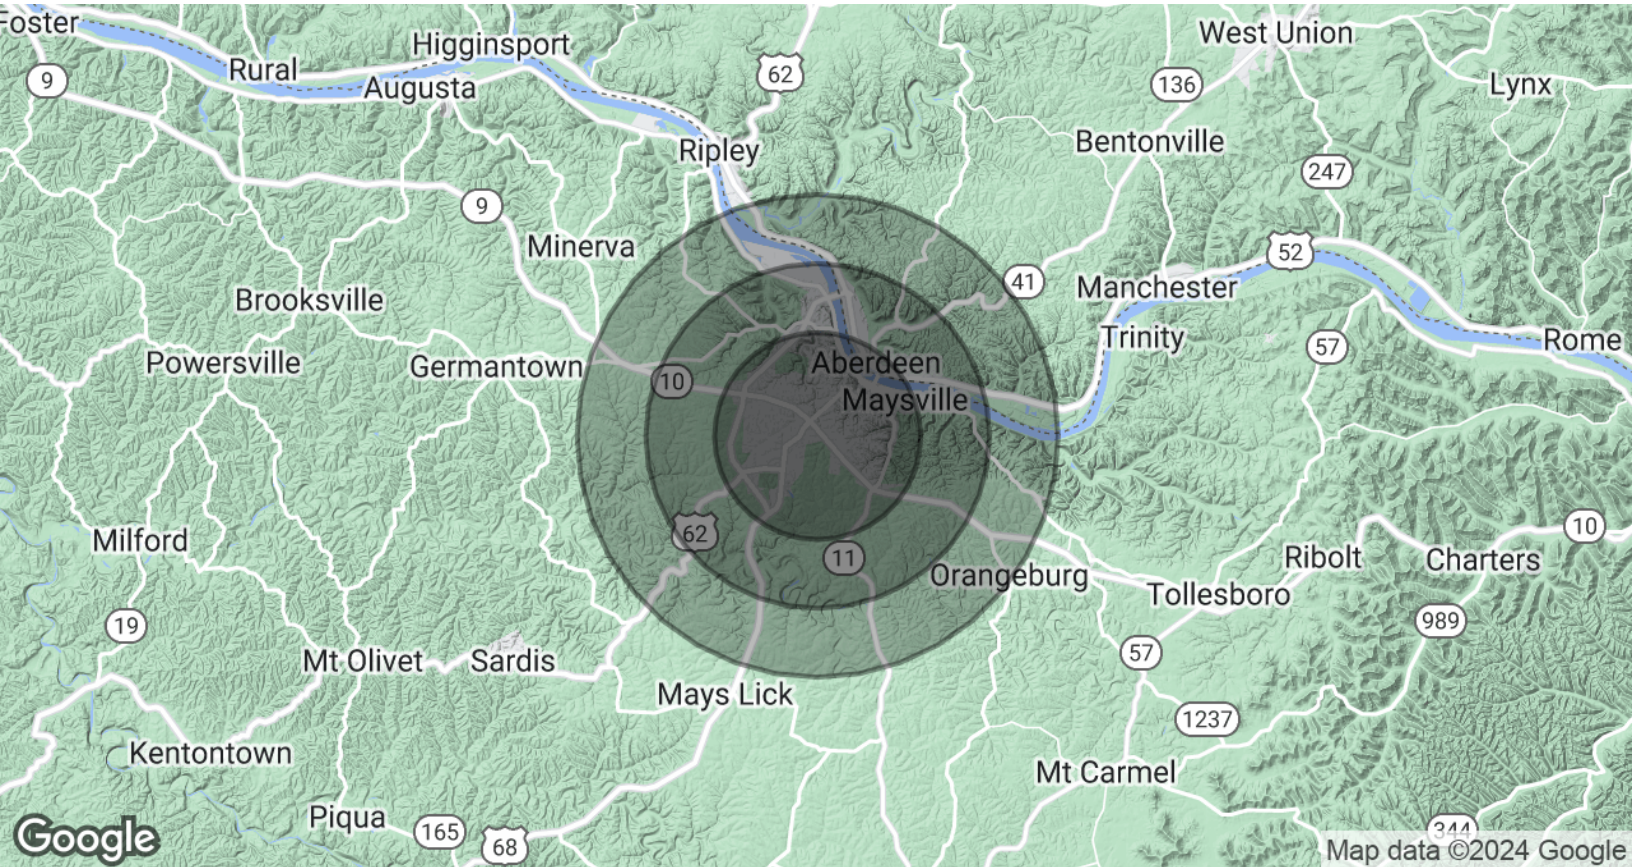 Foster
Higginsport
West Union
Rural
62
9
Augusta
136
Lynx
Ripley
Bentonville
247
9
Minerva
52
41
Manchester
Brooksville
Trinity
57
Rome
Powersville
Germantown
Aberdeen
10
Maysville
62
10
Milford
11
Ribolt
Charters
Orangeburg
Tollesboro
19
989
Mt Olivet
Sardis
57
Mays Lick
1237
Kentontown
Mt Carmel
Piqua
165
344
Google
68
Map data ©2024 Google